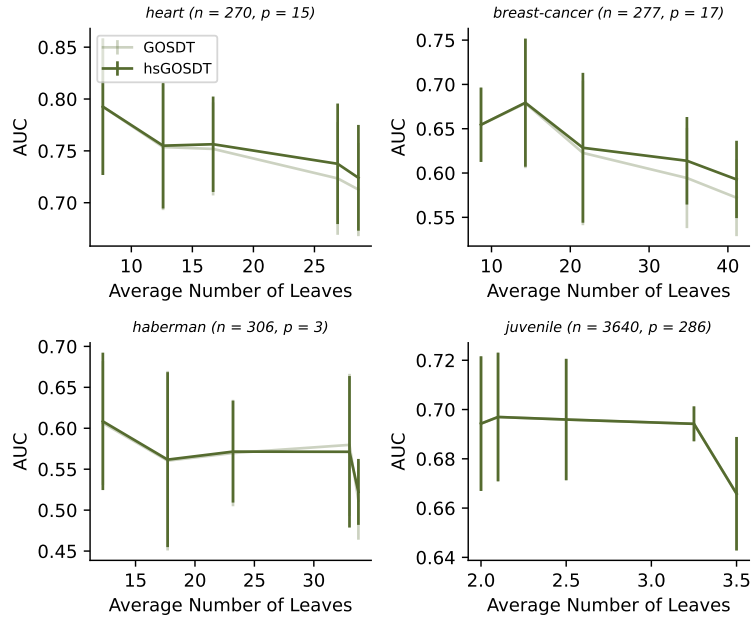 heart (n = 270, p = 15)
GOSDT
hsGOSDT
0.85
0.80
0.75
0.70
AUC
10
15
20
25
Average Number of Leaves
breast-cancer (n = 277, p = 17)
0.75
0.70
0.65
0.60
0.55
AUC
10
20
30
40
Average Number of Leaves
haberman (n = 306, p = 3)
0.70
0.65
0.60
0.55
0.50
0.45
AUC
15
20
25
30
Average Number of Leaves
juvenile (n = 3640, p = 286)
0.72
0.70
0.68
0.66
0.64
AUC
2.0
2.5
3.0
3.5
Average Number of Leaves